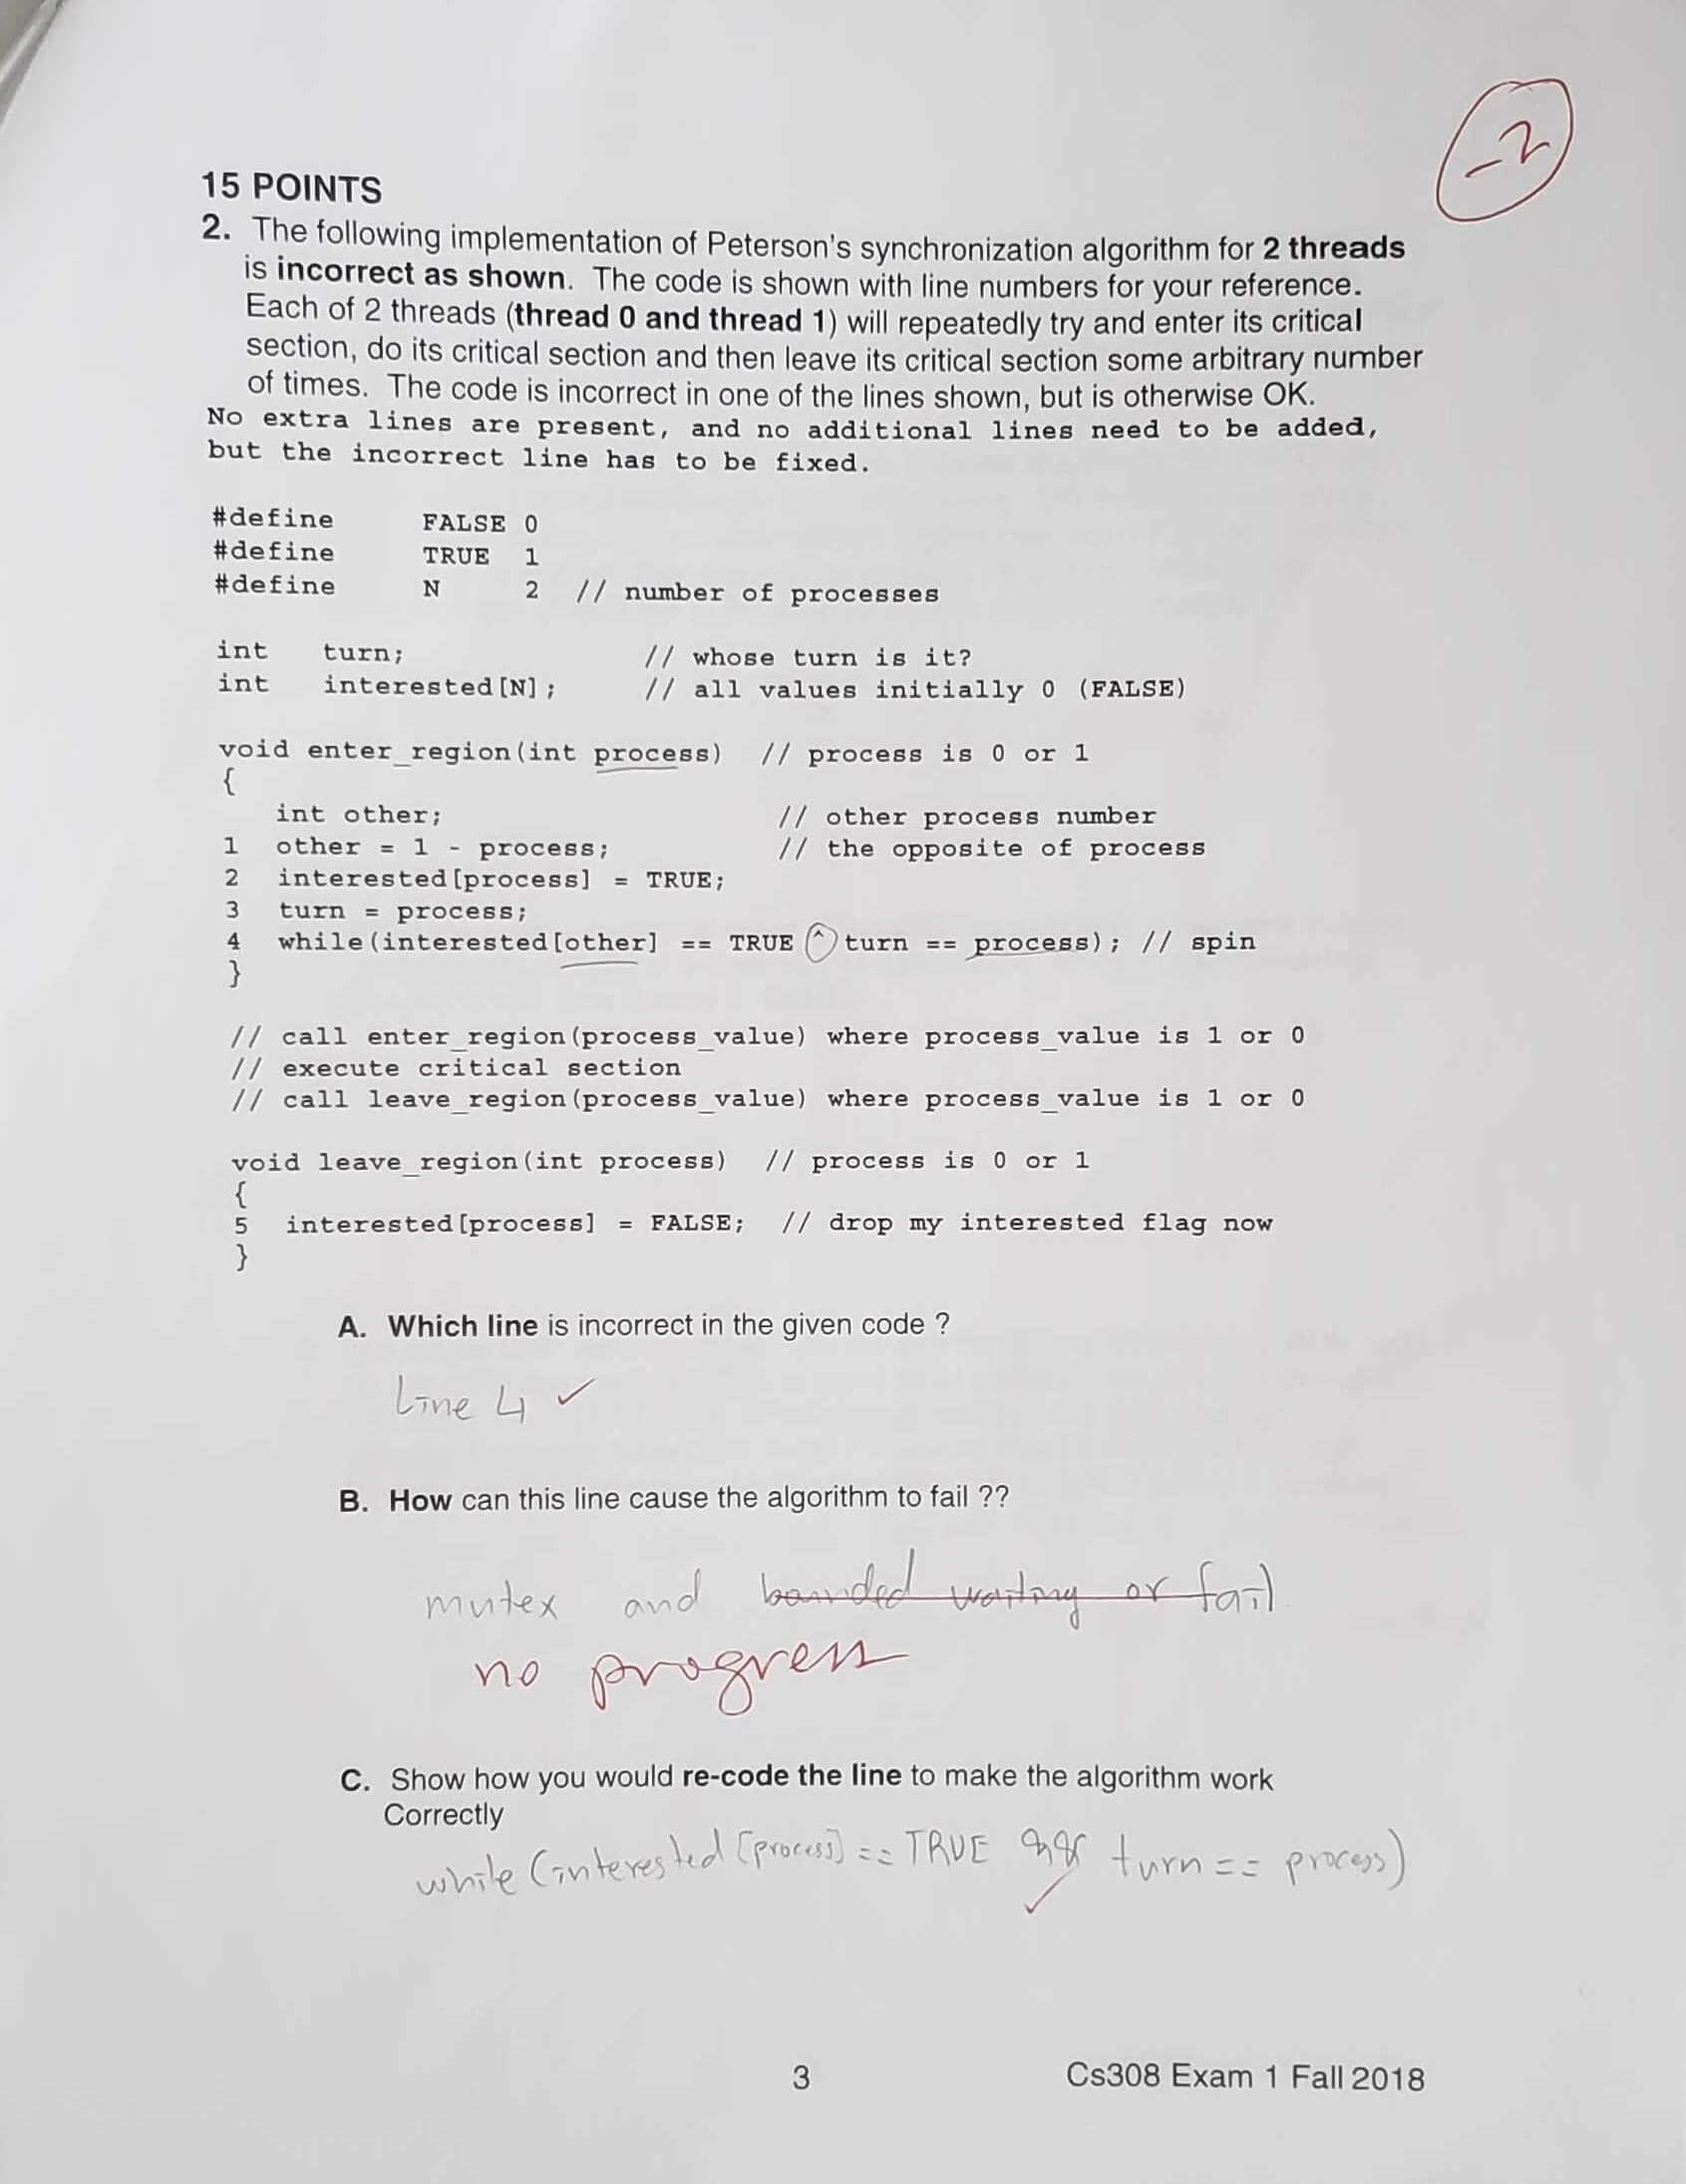 -2
15 POINTS
2. The following implementation of Peterson's synchronization algorithm for 2 threads
is incorrect as shown. The code is shown with line numbers for your reference.
Each of 2 threads (thread 0 and thread 1) will repeatedly try and enter its critical
section, do its critical section and then leave its critical section some arbitrary number
of times. The code is incorrect in one of the lines shown, but is otherwise OK.
No extra lines are present, and no additional lines need to be added,
but the incorrect line has to be fixed.
#define FALSE 0
#define TRUE 1
#define N 2 // number of processes
int turn; // whose turn is it?
int interested[N]; // all values initially 0 (FALSE)
void enter_region(int process) // process is 0 or 1
{
int other; // other process number
1 other = 1 - process; // the opposite of process
2 interested[process] = TRUE;
3 turn = process;
4 while(interested[other] == TRUE ^ turn == process); // spin
}
// call enter_region(process_value) where process_value is 1 or 0
// execute critical section
// call leave_region(process_value) where process_value is 1 or 0
void leave_region(int process) // process is 0 or 1
{
5 interested[process] = FALSE; // drop my interested flag now
}
A. Which line is incorrect in the given code ?
Line 4 ✓
B. How can this line cause the algorithm to fail ??
mutex and bounded waiting or fail
no progress
C. Show how you would re-code the line to make the algorithm work
Correctly
while (interested [process] == TRUE && turn == process)
✓
3 Cs308 Exam 1 Fall 2018